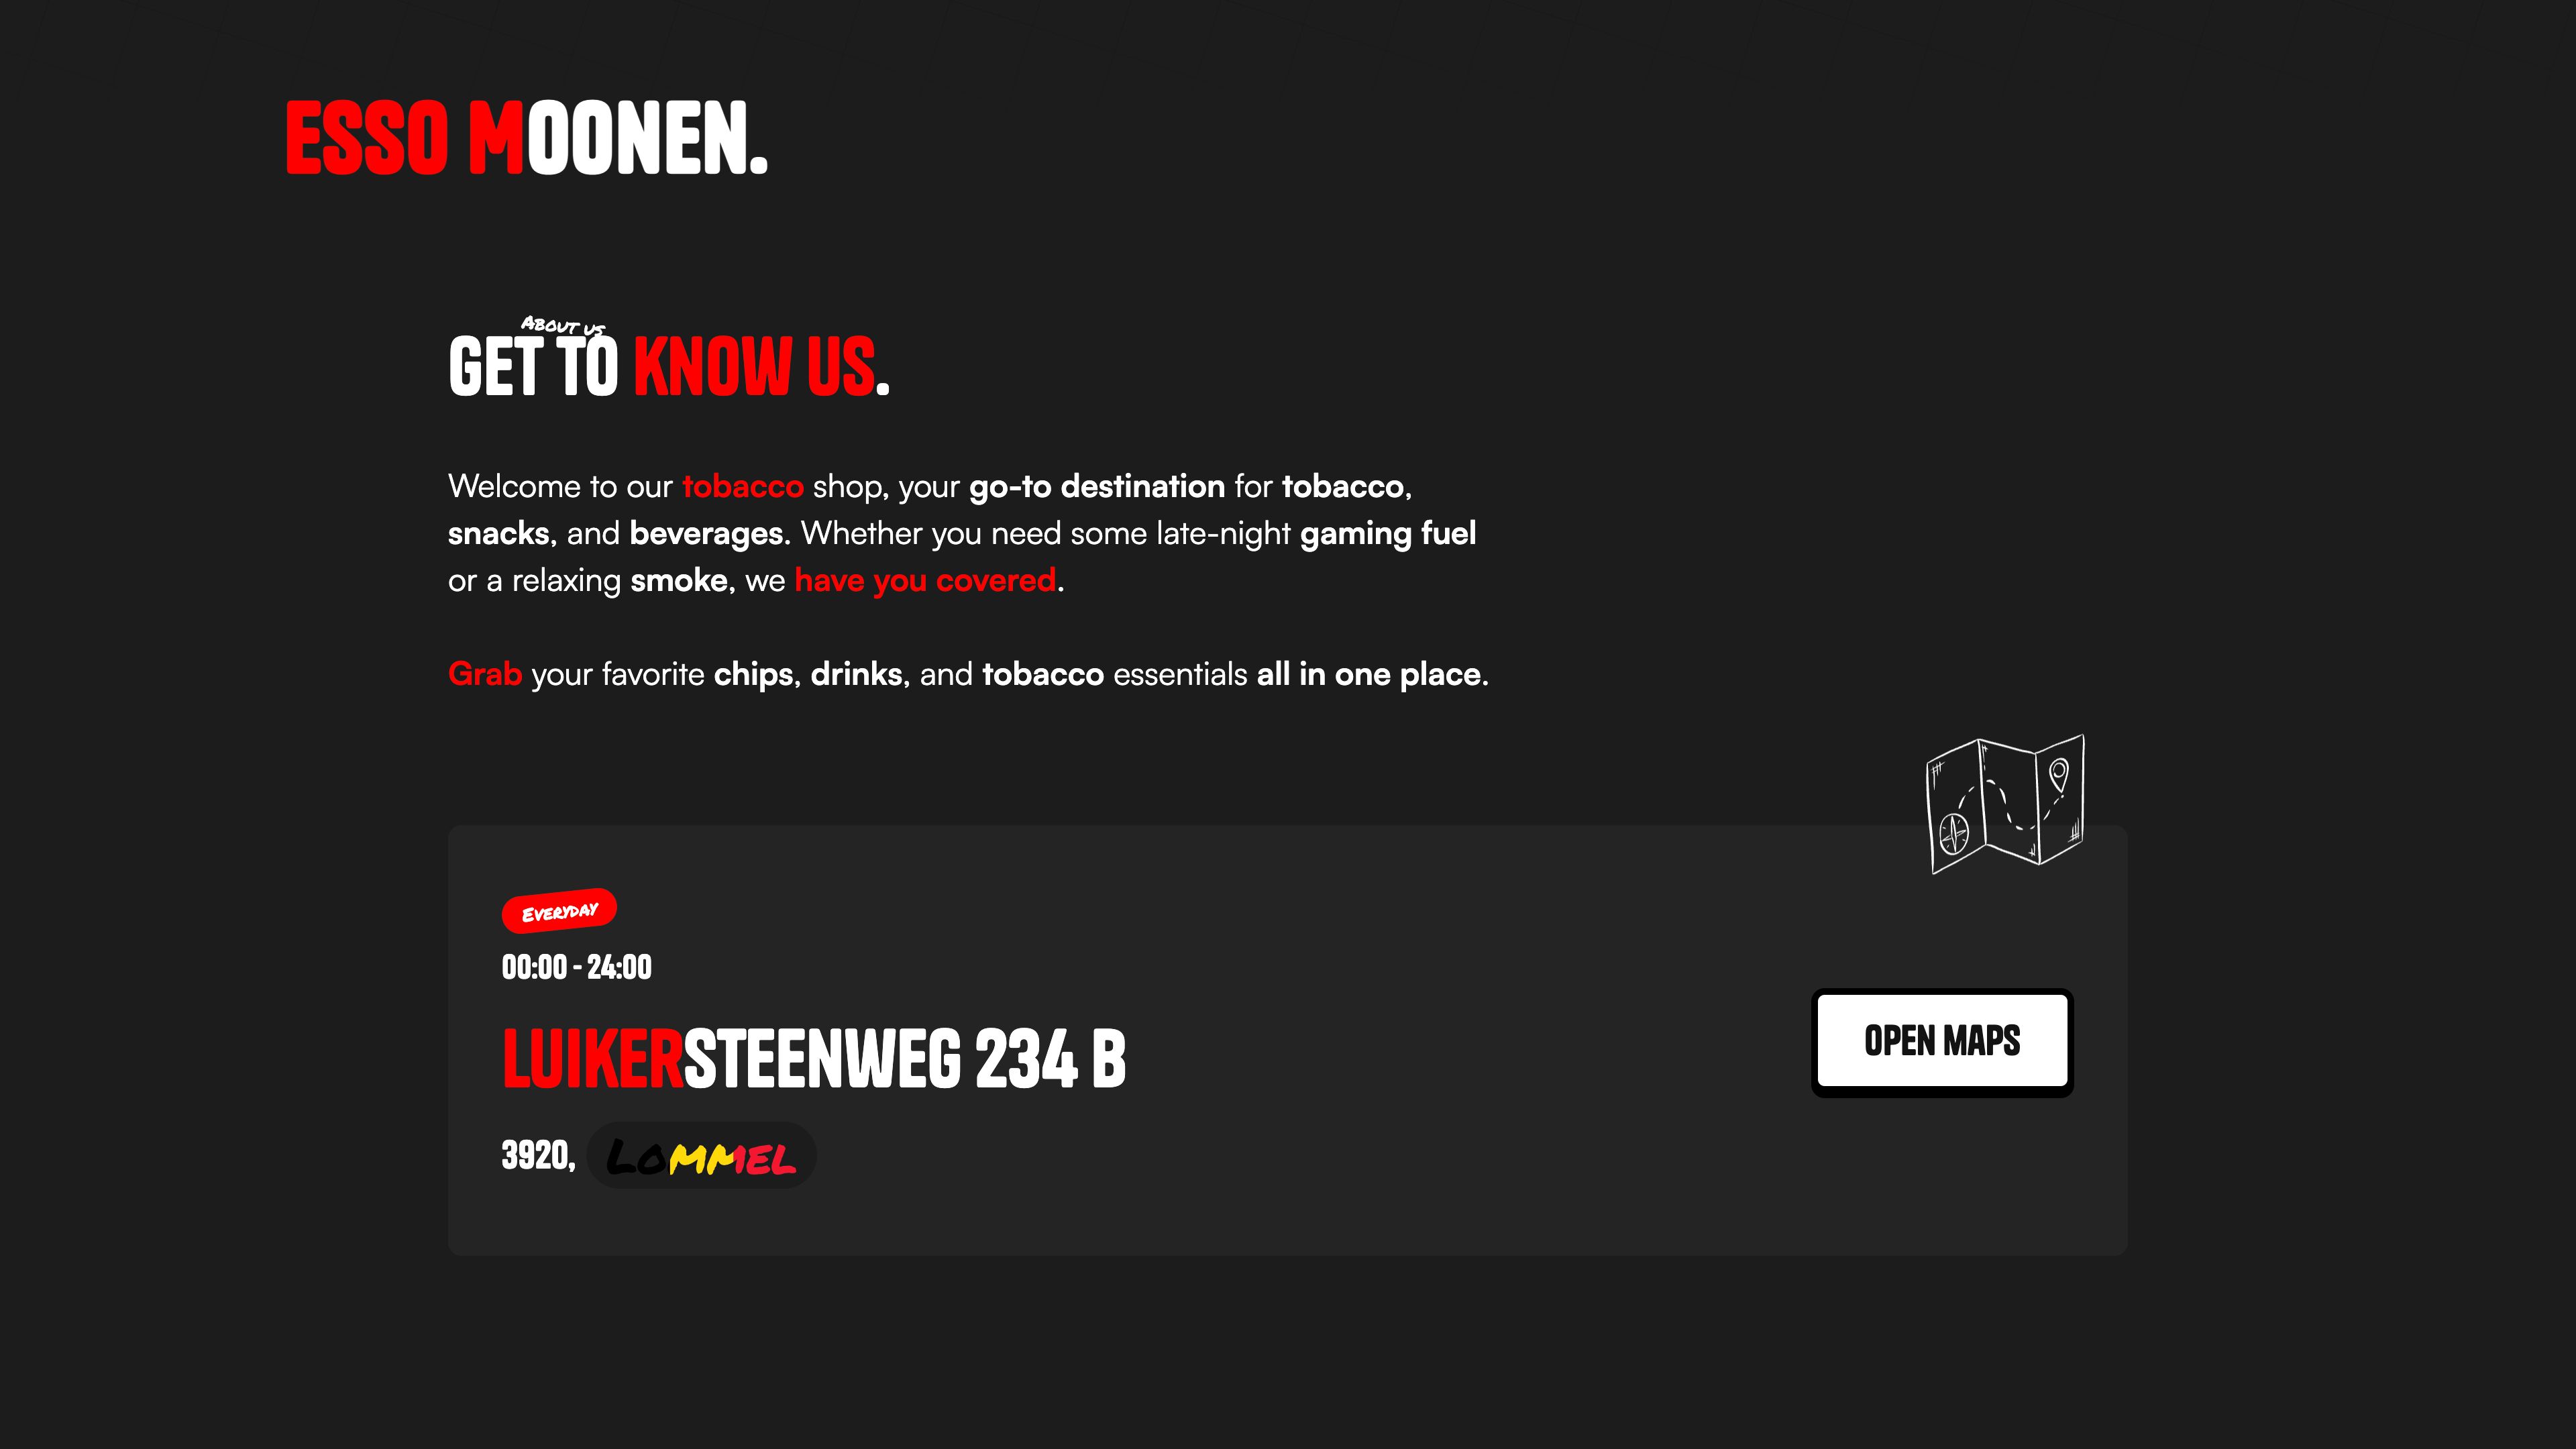 ESSO MOONEN.
About us
GET TO KNOW US.
Welcome to our tobacco shop, your go-to destination for tobacco,
snacks, and beverages. Whether you need some late-night gaming fuel
or a relaxing smoke, we have you covered.
Grab your favorite chips, drinks, and tobacco essentials all in one place.
Everyday
00:00 - 24:00
LUIKERSTEENWEG 234 B
OPEN MAPS
3920, Lommel